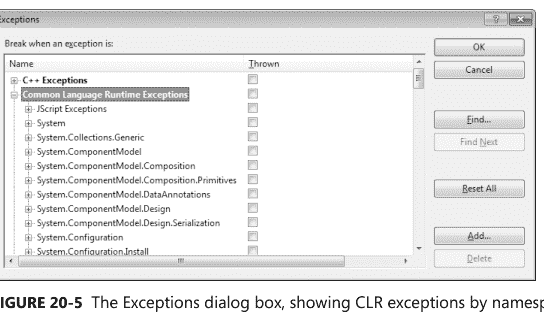 Exceptions
Break when an exception is:
Name Thrown
C++ Exceptions
Common Language Runtime Exceptions
JScript Exceptions
System
System.Collections.Generic
System.ComponentModel
System.ComponentModel.Composition
System.ComponentModel.Composition.Primitives
System.ComponentModel.DataAnnotations
System.ComponentModel.Design
System.ComponentModel.Design.Serialization
System.Configuration
System.Configuration.Install
OK
Cancel
Find...
Find Next
Reset All
Add...
Delete
IGURE 20-5 The Exceptions dialog box, showing CLR exceptions by namesp